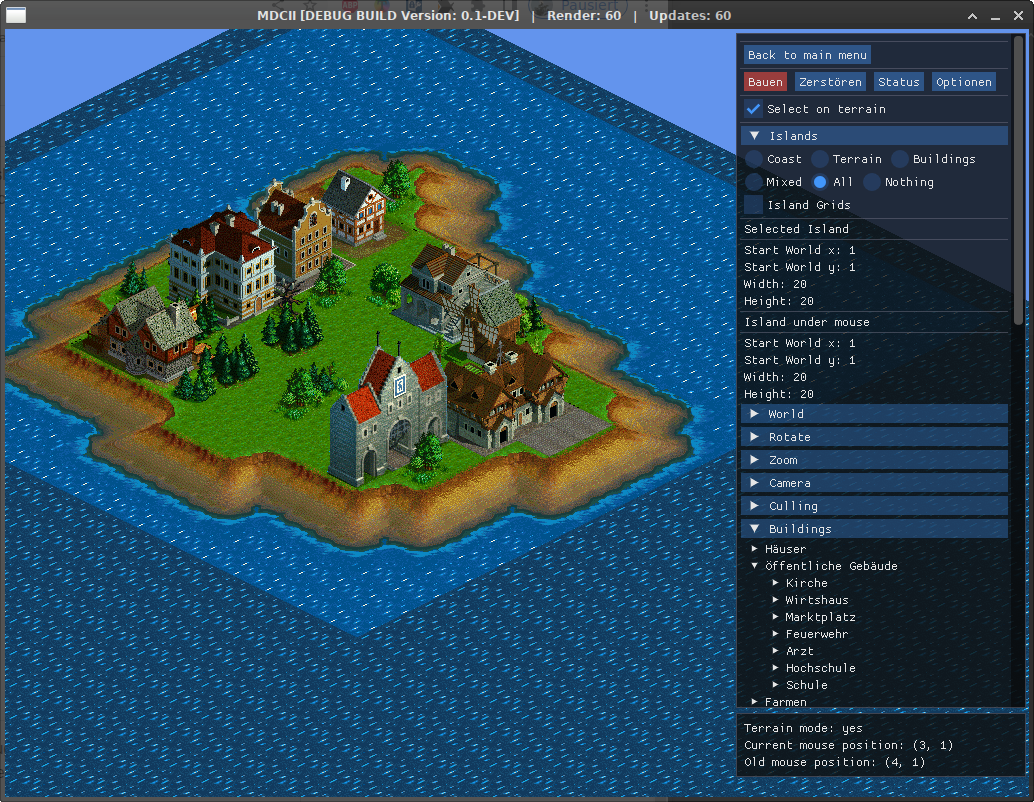 MDCII [DEBUG BUILD Version: 0.1-DEV] | Render: 60 | Updates: 60
Back to main menu
Bauen Zerstören Status Optionen
Select on terrain
Islands
Coast Terrain Buildings
Mixed All Nothing
Island Grids
Selected Island
Start World x: 1
Start World y: 1
Width: 20
Height: 20
Island under mouse
Start World x: 1
Start World y: 1
Width: 20
Height: 20
World
Rotate
Zoom
Camera
Culling
Buildings
Häuser
öffentliche Gebäude
Kirche
Wirtshaus
Marktplatz
Feuerwehr
Arzt
Hochschule
Schule
Farmen
Terrain mode: yes
Current mouse position: (3, 1)
Old mouse position: (4, 1)